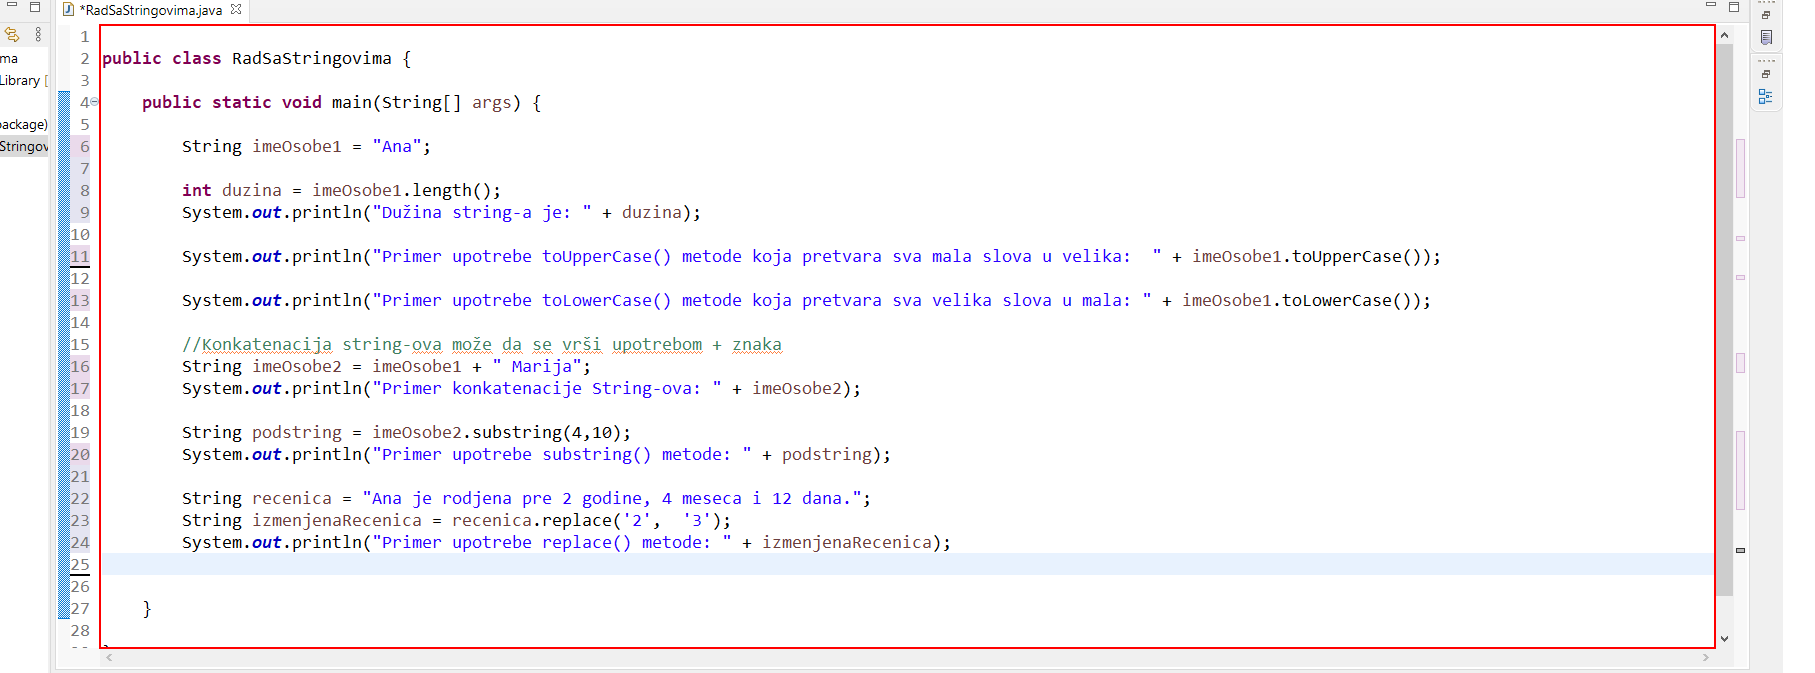 *RadSaStringovima.java
ma
Library [
package)
Stringov
1
2 public class RadSaStringovima {
3
4 public static void main(String[] args) {
5
6 String imeOsobe1 = "Ana";
7
8 int duzina = imeOsobe1.length();
9 System.out.println("Dužina string-a je: " + duzina);
10
11 System.out.println("Primer upotrebe toUpperCase() metode koja pretvara sva mala slova u velika:  " + imeOsobe1.toUpperCase());
12
13 System.out.println("Primer upotrebe toLowerCase() metode koja pretvara sva velika slova u mala: " + imeOsobe1.toLowerCase());
14
15 //Konkatenacija string-ova može da se vrši upotrebom + znaka
16 String imeOsobe2 = imeOsobe1 + " Marija";
17 System.out.println("Primer konkatenacije String-ova: " + imeOsobe2);
18
19 String podstring = imeOsobe2.substring(4,10);
20 System.out.println("Primer upotrebe substring() metode: " + podstring);
21
22 String recenica = "Ana je rodjena pre 2 godine, 4 meseca i 12 dana.";
23 String izmenjenaRecenica = recenica.replace('2',  '3');
24 System.out.println("Primer upotrebe replace() metode: " + izmenjenaRecenica);
25
26
27 }
28